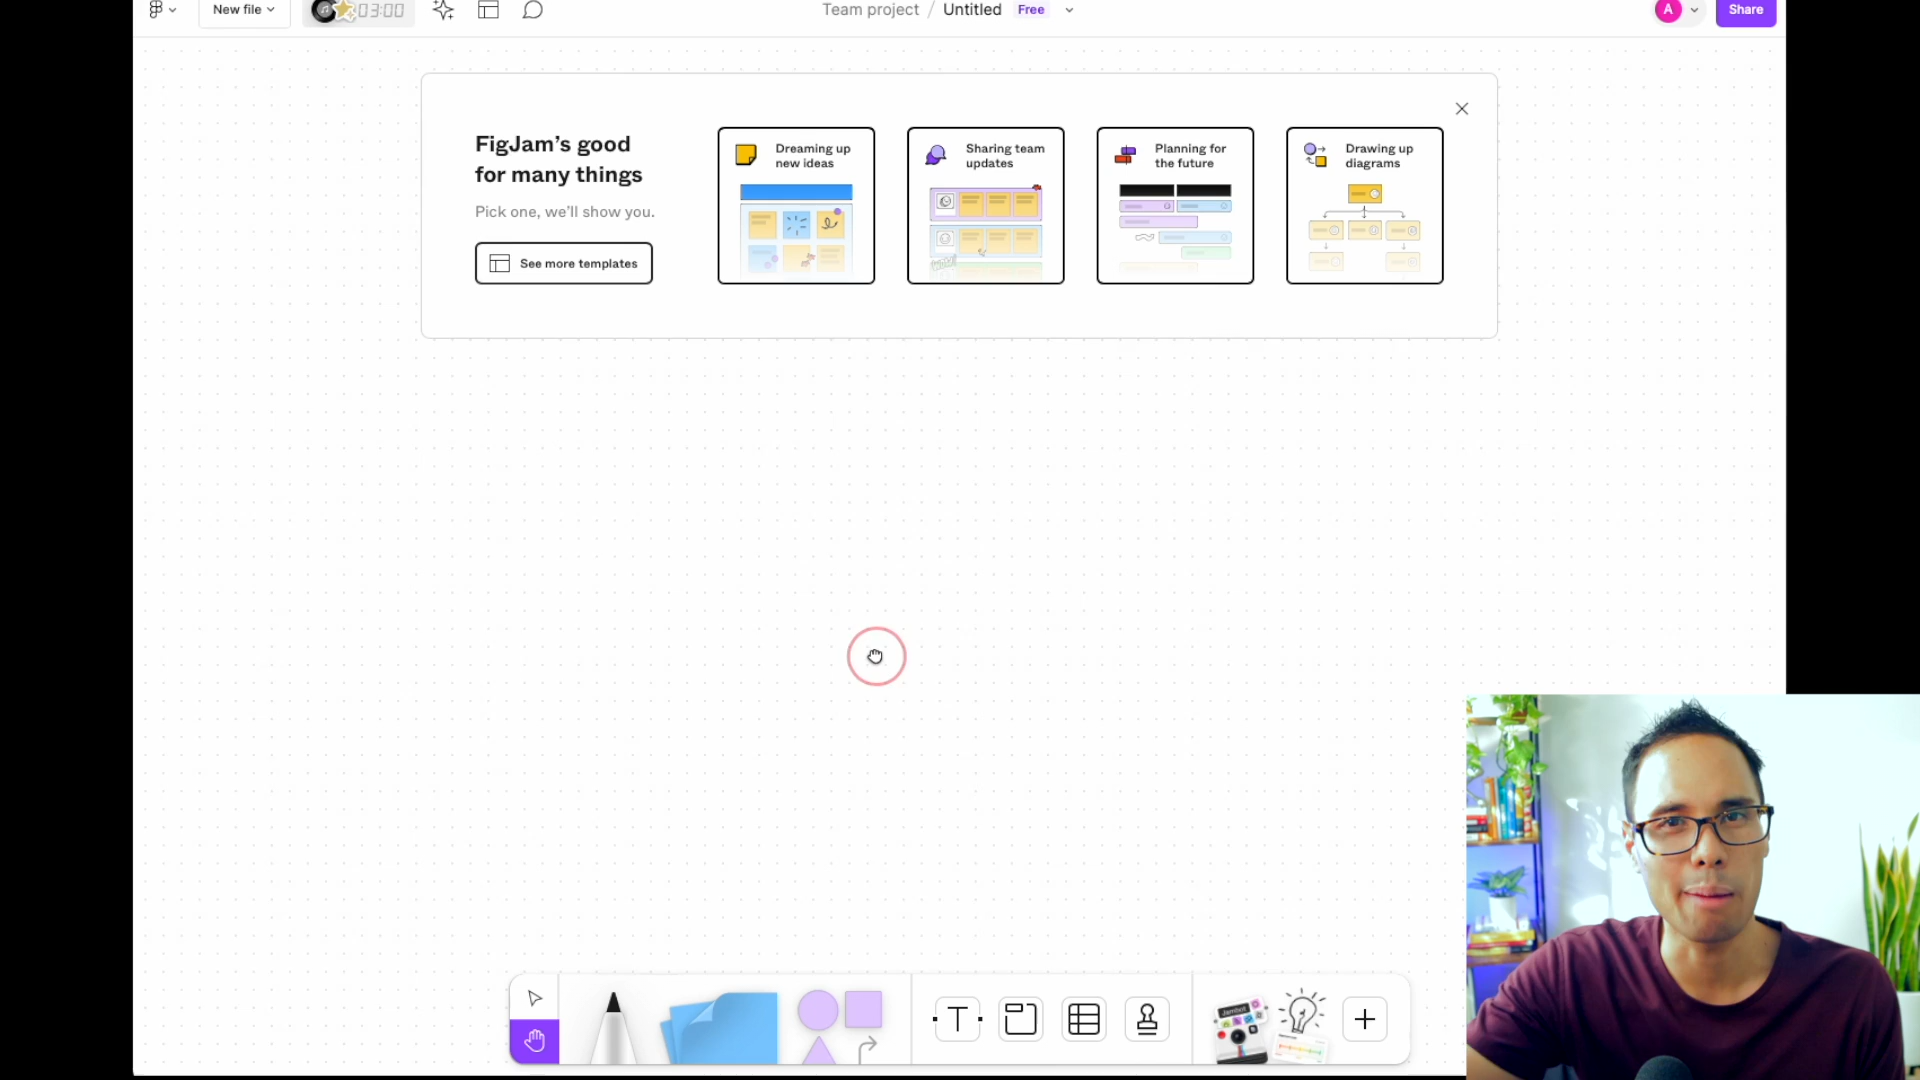 New file
03:00
Team project / Untitled Free
A
Share
FigJam’s good
for many things
Pick one, we’ll show you.
See more templates
Dreaming up
new ideas
Sharing team
updates
Planning for
the future
Drawing up
diagrams
T
Jambot